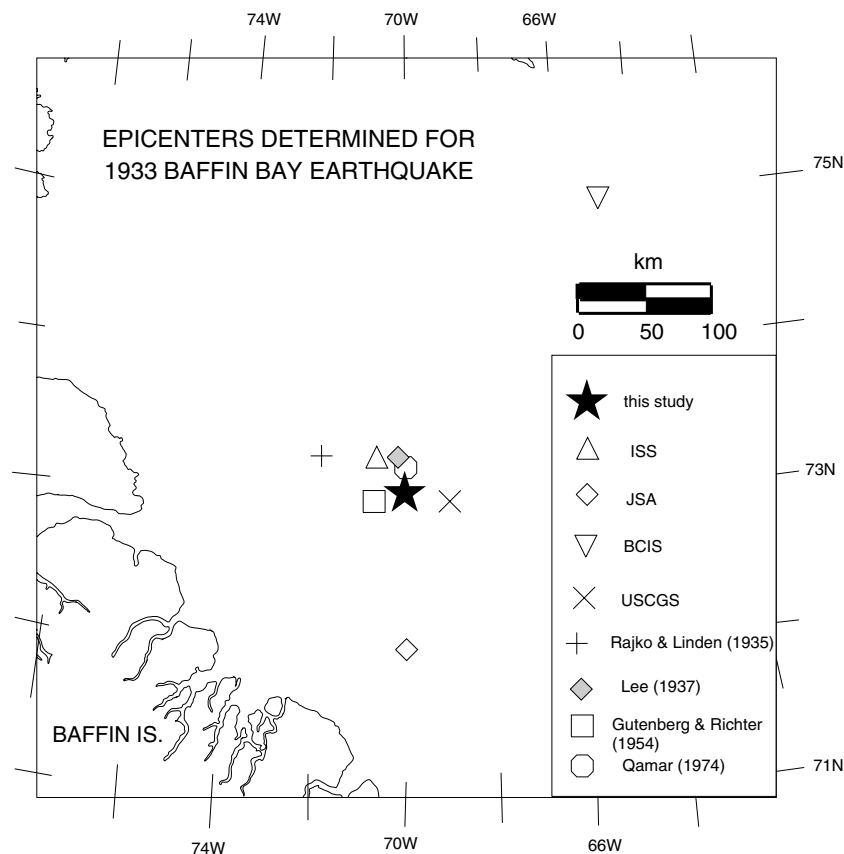 74W 70W 66W
EPICENTERS DETERMINED FOR
1933 BAFFIN BAY EARTHQUAKE
75N
km
0 50 100
this study
ISS
73N
JSA
BCIS
USCGS
Rajko & Linden (1935)
Lee (1937)
Gutenberg & Richter
(1954)
BAFFIN IS.
Qamar (1974)
71N
74W 70W 66W